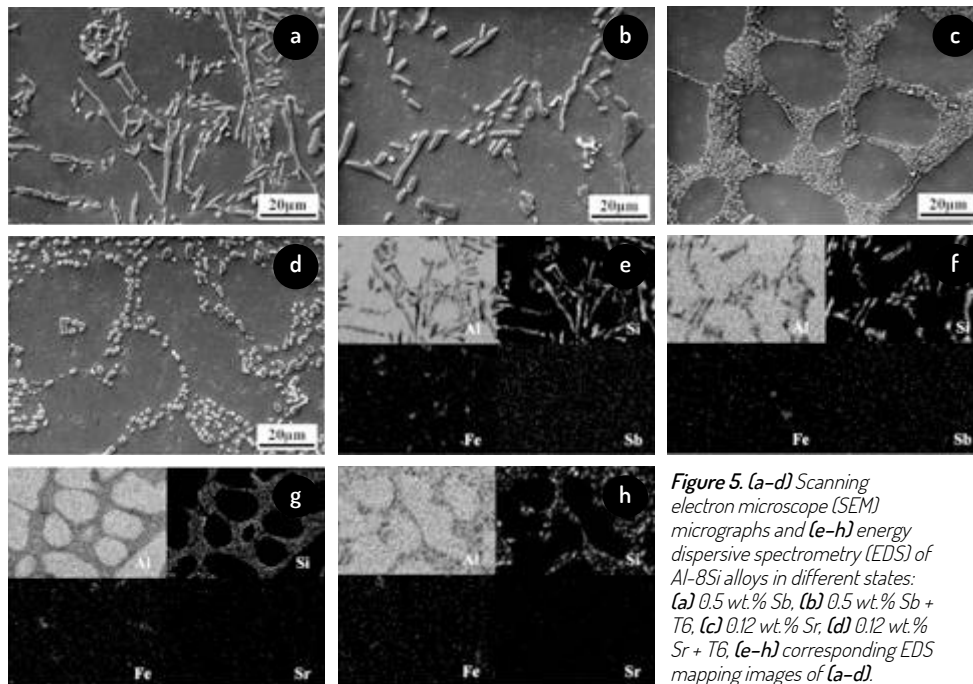 a
b
c
20μm
20μm
20μm
d
e
f
20μm
Al
Si
Al
Si
Fe
Sb
Fe
Sb
g
h
Al
Si
Al
Si
Fe
Sr
Fe
Sr
Figure 5. (a–d) Scanning
electron microscope (SEM)
micrographs and (e–h) energy
dispersive spectrometry (EDS) of
Al-8Si alloys in different states:
(a) 0.5 wt.% Sb, (b) 0.5 wt.% Sb +
T6, (c) 0.12 wt.% Sr, (d) 0.12 wt.%
Sr + T6, (e–h) corresponding EDS
mapping images of (a–d).